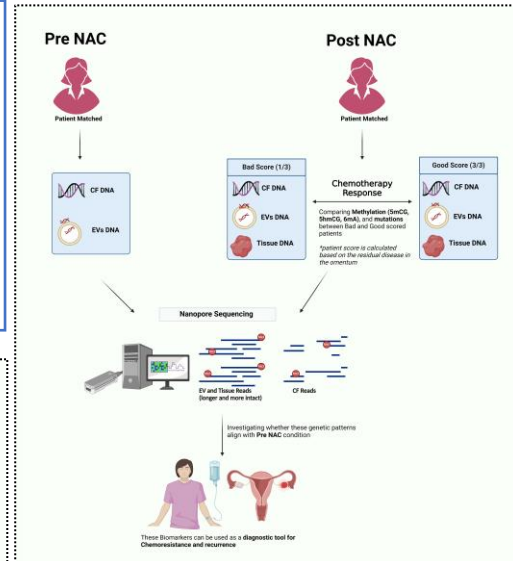 Pre NAC
Patient Matched
CF DNA
EVs DNA
Post NAC
Patient Matched
Bad Score (1/3)
CF DNA
EVs DNA
Tissue DNA
Chemotherapy
Response
Comparing Methylation (5mCG,
5hmCG, 6mA), and mutations
between Bad and Good scored
patients
*patient score is calculated
based on the residual disease in
the omentum
Good Score (3/3)
CF DNA
EVs DNA
Tissue DNA
Nanopore Sequencing
EV and Tissue Reads
(longer and more intact)
CF Reads
Investigating whether these genetic patterns
align with Pre NAC condition
These Biomarkers can be used as a diagnostic tool for
Chemoresistance and recurrence